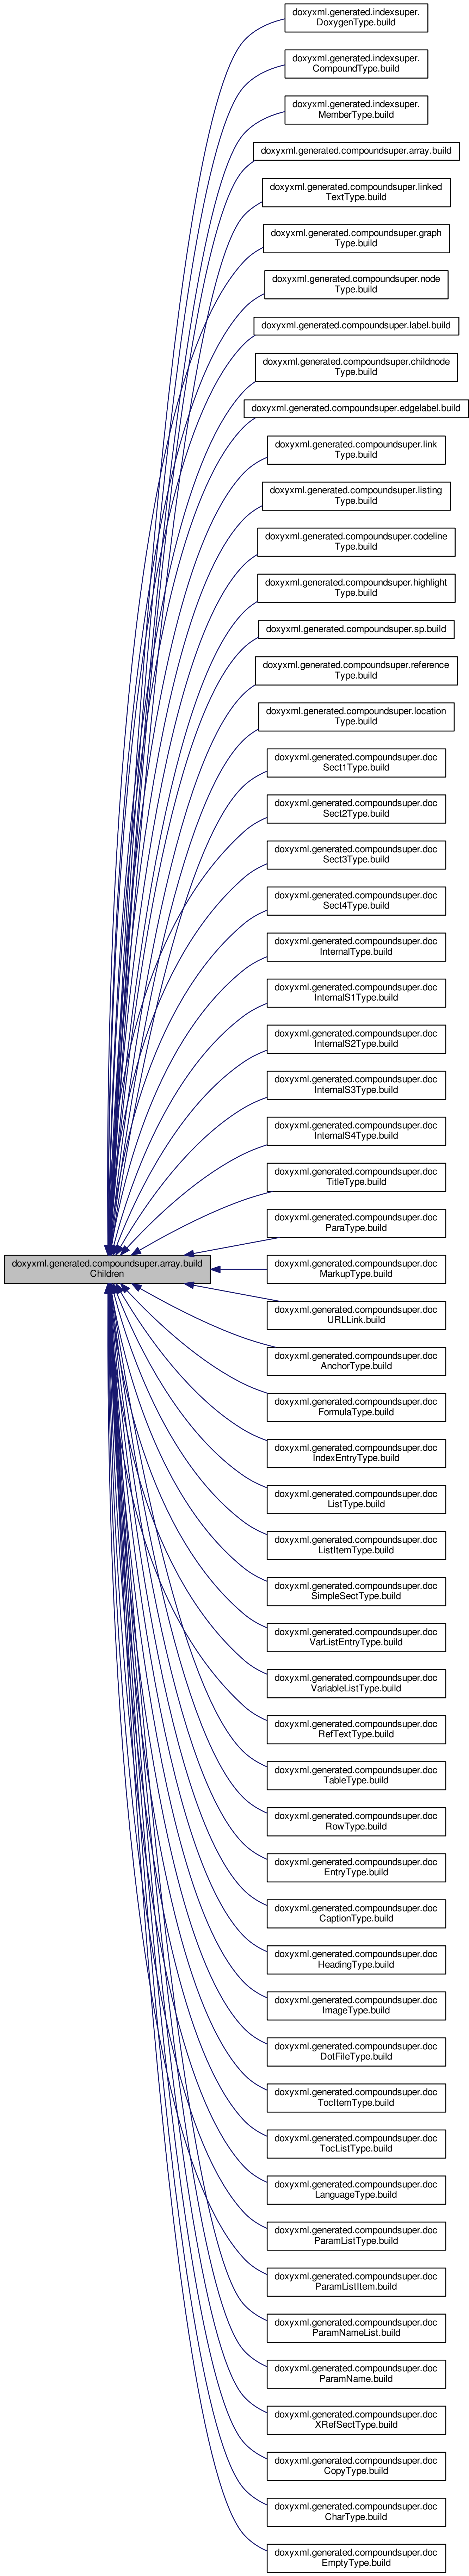 doxyxml.generated.indexsuper.
DoxygenType.build
doxyxml.generated.indexsuper.
CompoundType.build
doxyxml.generated.indexsuper.
MemberType.build
doxyxml.generated.compoundsuper.array.build
doxyxml.generated.compoundsuper.linked
TextType.build
doxyxml.generated.compoundsuper.graph
Type.build
doxyxml.generated.compoundsuper.node
Type.build
doxyxml.generated.compoundsuper.label.build
doxyxml.generated.compoundsuper.childnode
Type.build
doxyxml.generated.compoundsuper.edgelabel.build
doxyxml.generated.compoundsuper.link
Type.build
doxyxml.generated.compoundsuper.listing
Type.build
doxyxml.generated.compoundsuper.codeline
Type.build
doxyxml.generated.compoundsuper.highlight
Type.build
doxyxml.generated.compoundsuper.sp.build
doxyxml.generated.compoundsuper.reference
Type.build
doxyxml.generated.compoundsuper.location
Type.build
doxyxml.generated.compoundsuper.doc
Sect1Type.build
doxyxml.generated.compoundsuper.doc
Sect2Type.build
doxyxml.generated.compoundsuper.doc
Sect3Type.build
doxyxml.generated.compoundsuper.doc
Sect4Type.build
doxyxml.generated.compoundsuper.doc
InternalType.build
doxyxml.generated.compoundsuper.doc
InternalS1Type.build
doxyxml.generated.compoundsuper.doc
InternalS2Type.build
doxyxml.generated.compoundsuper.doc
InternalS3Type.build
doxyxml.generated.compoundsuper.doc
InternalS4Type.build
doxyxml.generated.compoundsuper.doc
TitleType.build
doxyxml.generated.compoundsuper.doc
ParaType.build
doxyxml.generated.compoundsuper.array.build
Children
doxyxml.generated.compoundsuper.doc
MarkupType.build
doxyxml.generated.compoundsuper.doc
URLLink.build
doxyxml.generated.compoundsuper.doc
AnchorType.build
doxyxml.generated.compoundsuper.doc
FormulaType.build
doxyxml.generated.compoundsuper.doc
IndexEntryType.build
doxyxml.generated.compoundsuper.doc
ListType.build
doxyxml.generated.compoundsuper.doc
ListItemType.build
doxyxml.generated.compoundsuper.doc
SimpleSectType.build
doxyxml.generated.compoundsuper.doc
VarListEntryType.build
doxyxml.generated.compoundsuper.doc
VariableListType.build
doxyxml.generated.compoundsuper.doc
RefTextType.build
doxyxml.generated.compoundsuper.doc
TableType.build
doxyxml.generated.compoundsuper.doc
RowType.build
doxyxml.generated.compoundsuper.doc
EntryType.build
doxyxml.generated.compoundsuper.doc
CaptionType.build
doxyxml.generated.compoundsuper.doc
HeadingType.build
doxyxml.generated.compoundsuper.doc
ImageType.build
doxyxml.generated.compoundsuper.doc
DotFileType.build
doxyxml.generated.compoundsuper.doc
TocItemType.build
doxyxml.generated.compoundsuper.doc
TocListType.build
doxyxml.generated.compoundsuper.doc
LanguageType.build
doxyxml.generated.compoundsuper.doc
ParamListType.build
doxyxml.generated.compoundsuper.doc
ParamListItem.build
doxyxml.generated.compoundsuper.doc
ParamNameList.build
doxyxml.generated.compoundsuper.doc
ParamName.build
doxyxml.generated.compoundsuper.doc
XRefSectType.build
doxyxml.generated.compoundsuper.doc
CopyType.build
doxyxml.generated.compoundsuper.doc
CharType.build
doxyxml.generated.compoundsuper.doc
EmptyType.build